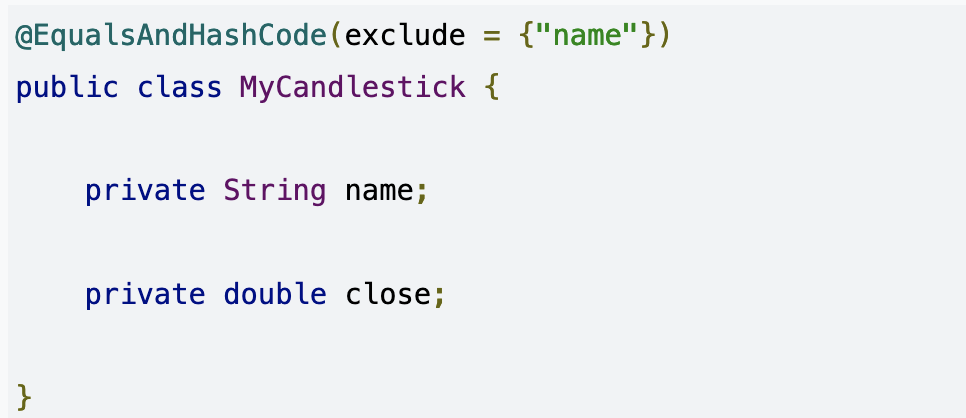 @EqualsAndHashCode(exclude = {"name"})
public class MyCandlestick {
    private String name;
    private double close;
}